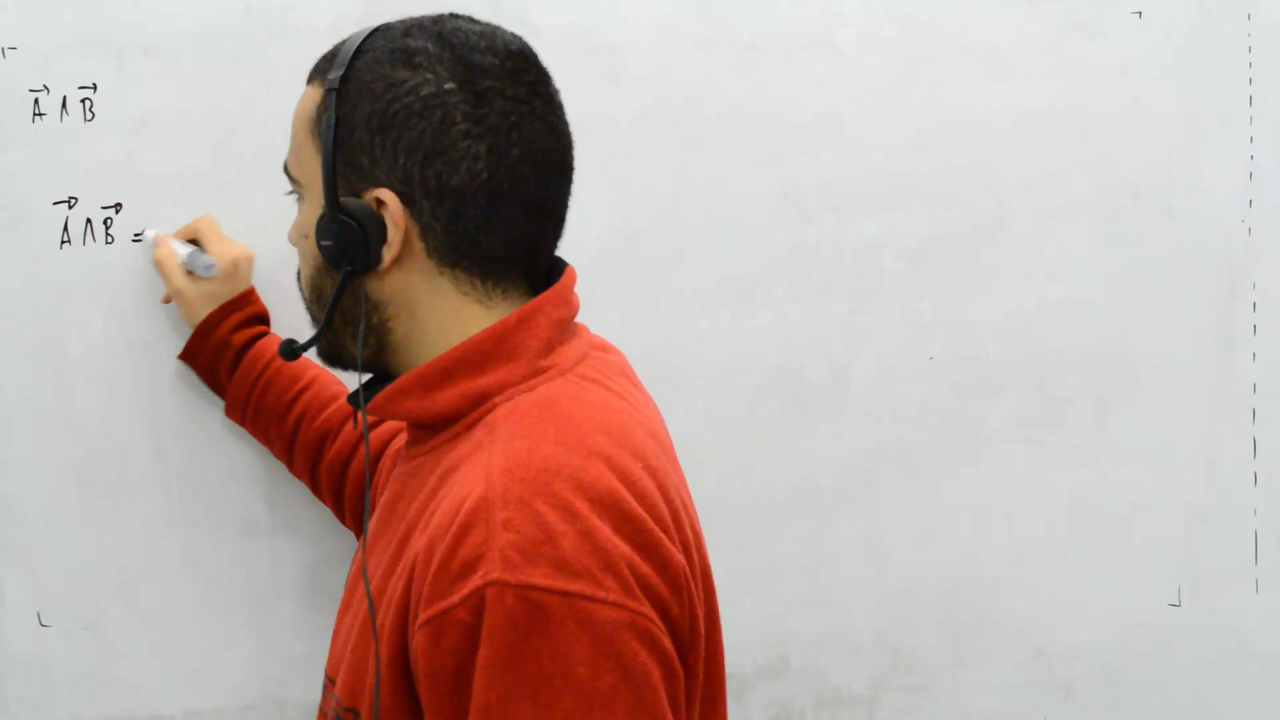 A⃗ ∧ B⃗
A⃗ ∧ B⃗ =